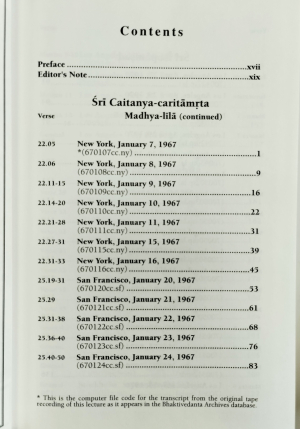 Contents
Preface ........................................................................xvii
Editor's Note................................................................xix
Śrī Caitanya-caritāmṛta
Verse Madhya-līlā (continued)
22.05 New York, January 7, 1967
*(670107cc.ny) .......................................................1
22.06 New York, January 8, 1967
(670108cc.ny) .......................................................9
22.11-15 New York, January 9, 1967
(670109cc.ny) .....................................................16
22.14-20 New York, January 10, 1967
(670110cc.ny) .....................................................22
22.21-28 New York, January 11, 1967
(670111cc.ny) .....................................................31
22.27-31 New York, January 15, 1967
(670115cc.ny) .....................................................39
22.31-33 New York, January 16, 1967
(670116cc.ny) .....................................................45
25.19-31 San Francisco, January 20, 1967
(670120cc.sf) ......................................................53
25.29 San Francisco, January 21, 1967
(670121cc.sf) ......................................................61
25.31-38 San Francisco, January 22, 1967
(670122cc.sf) ......................................................68
25.36-40 San Francisco, January 23, 1967
(670123cc.sf) ......................................................76
25.40-50 San Francisco, January 24, 1967
(670124cc.sf) ......................................................83
* This is the computer file code for the transcript from the original tape
recording of this lecture as it appears in the Bhaktivedanta Archives database.